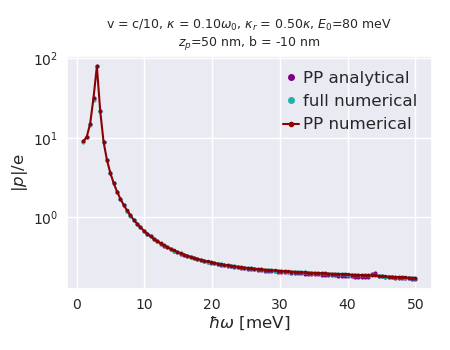 v = c/10, κ = 0.10ω₀, κᵣ = 0.50κ, E₀=80 meV
zₚ=50 nm, b = -10 nm
PP analytical
full numerical
PP numerical
|p|/e
10²
10¹
10⁰
0 10 20 30 40 50
ħω [meV]